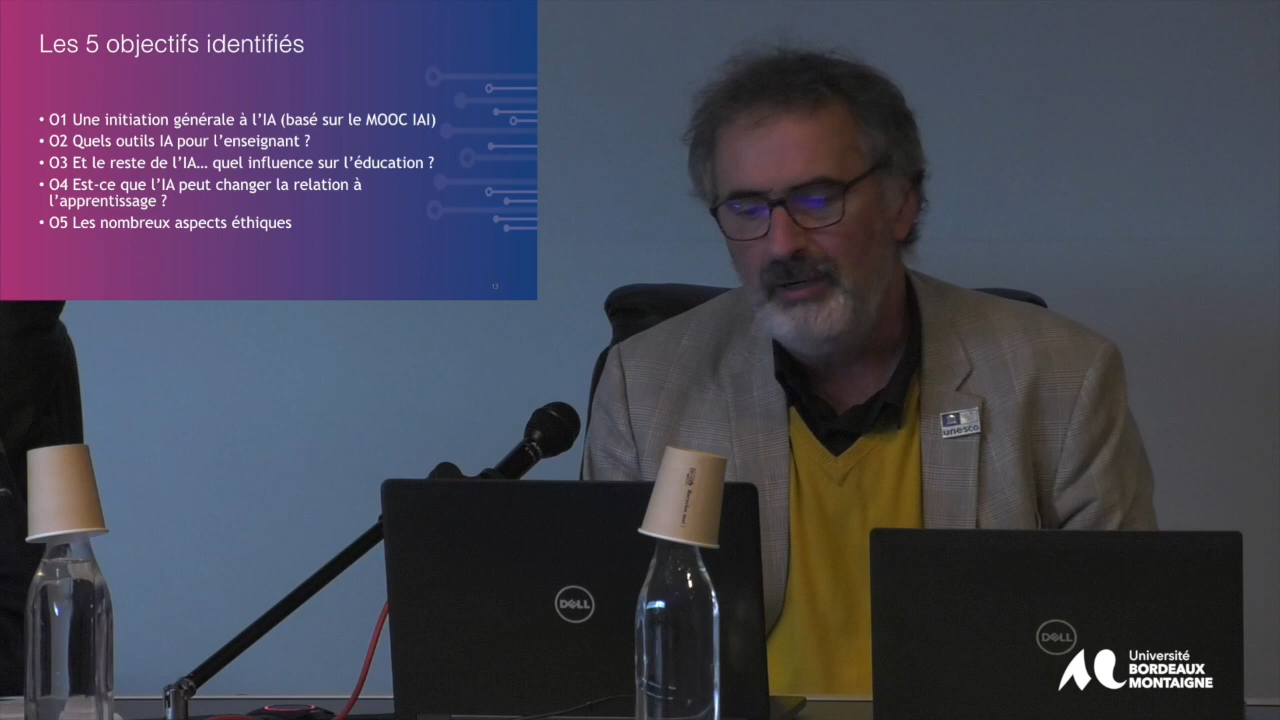 Les 5 objectifs identifiés
• O1 Une initiation générale à l'IA (basé sur le MOOC IAI)
• O2 Quels outils IA pour l'enseignant ?
• O3 Et le reste de l'IA… quel influence sur l'éducation ?
• O4 Est-ce que l'IA peut changer la relation à
l'apprentissage ?
• O5 Les nombreux aspects éthiques
13
unesco
DELL
DELL
Université
BORDEAUX
MONTAIGNE